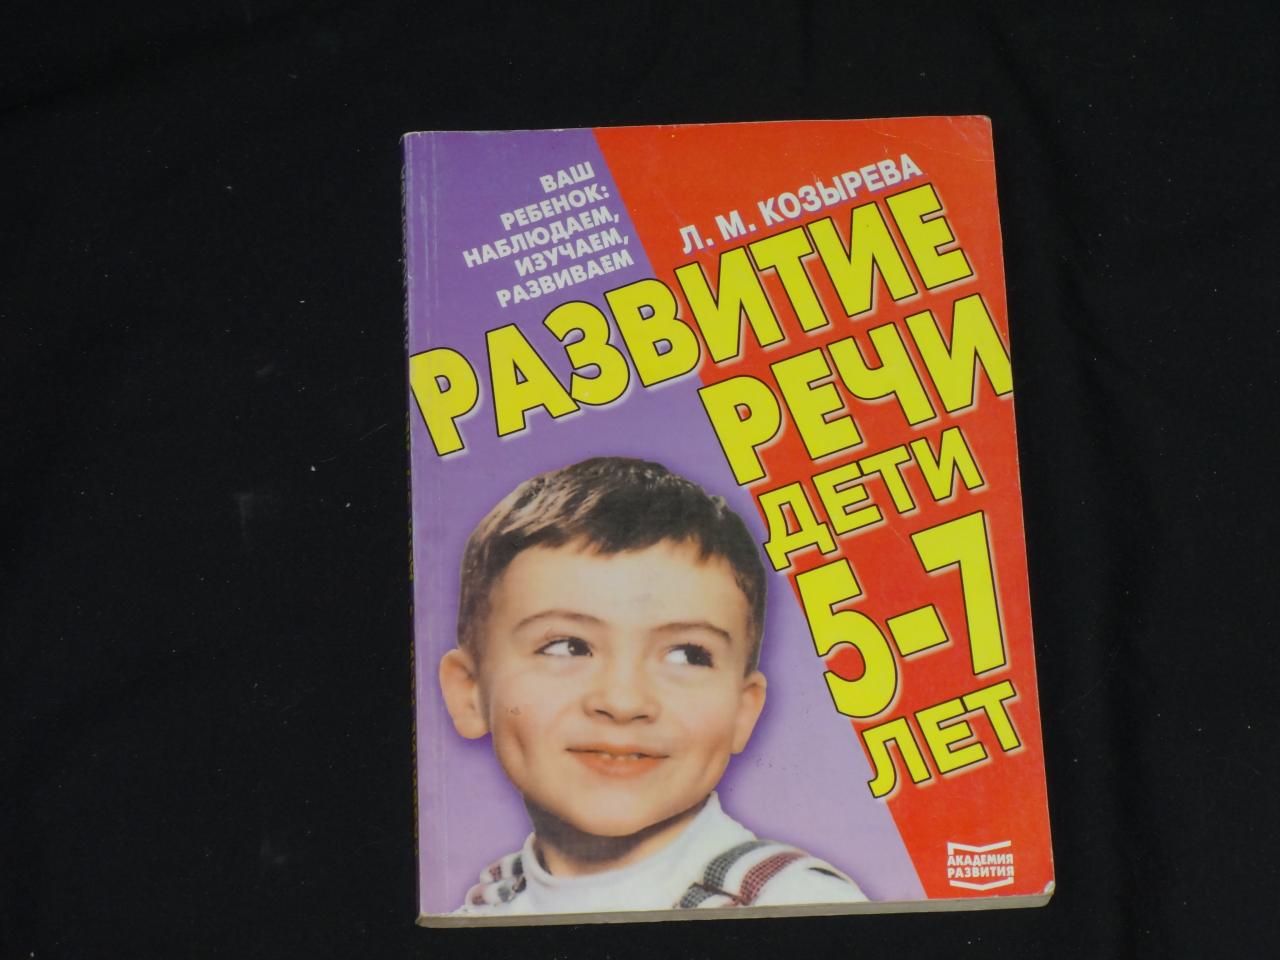 ВАШ
РЕБЕНОК:
НАБЛЮДАЕМ,
ИЗУЧАЕМ,
РАЗВИВАЕМ
Л. М. КОЗЫРЕВА
РАЗВИТИЕ
РЕЧИ
ДЕТИ
5-7
ЛЕТ
АКАДЕМИЯ
РАЗВИТИЯ